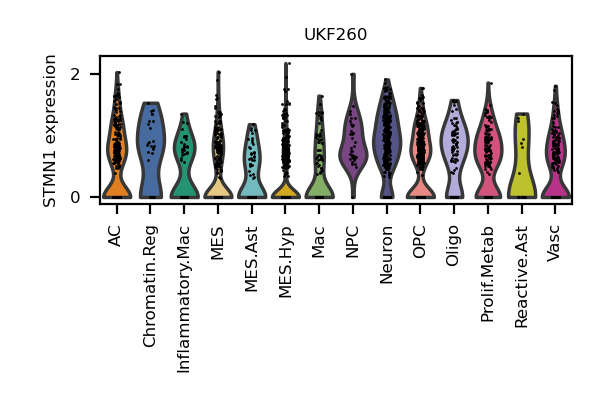 UKF260
STMN1 expression
2
0
AC
Chromatin.Reg
Inflammatory.Mac
MES
MES.Ast
MES.Hyp
Mac
NPC
Neuron
OPC
Oligo
Prolif.Metab
Reactive.Ast
Vasc